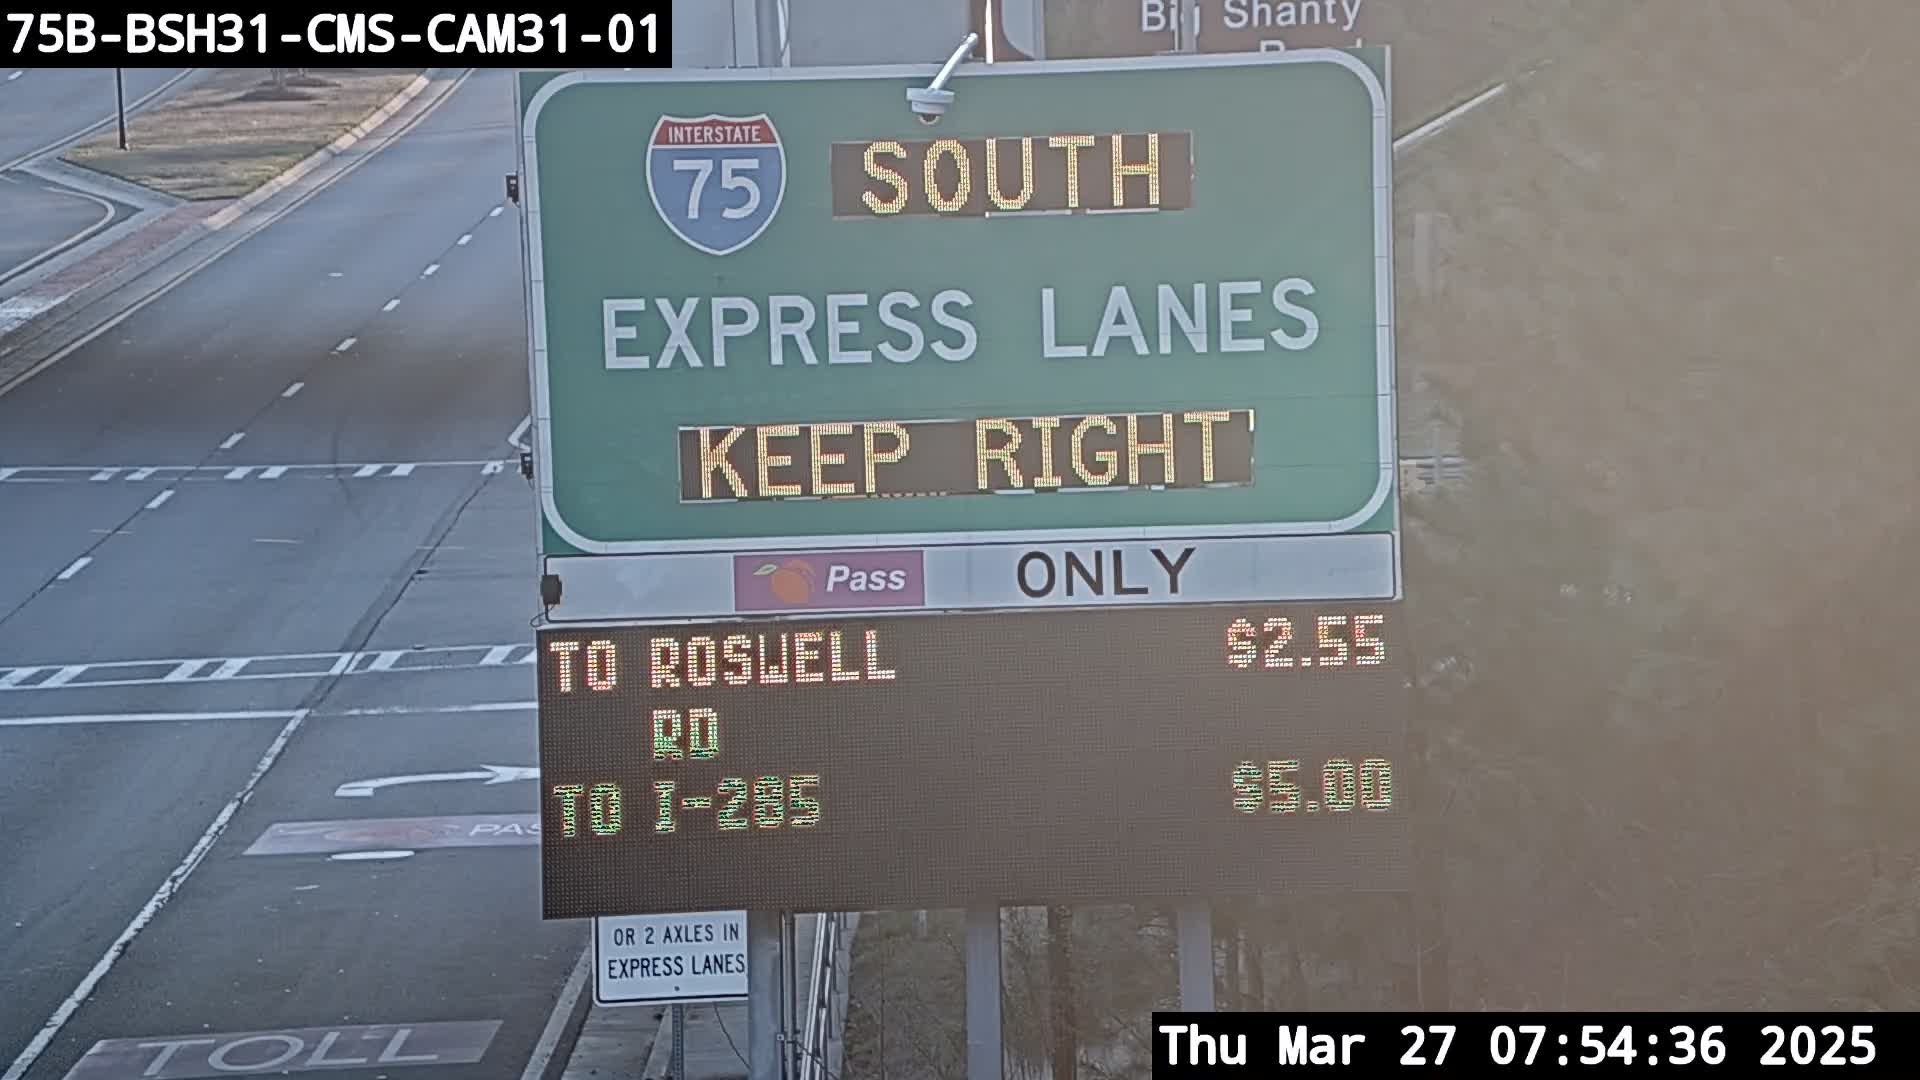 75B-BSH31-CMS-CAM31-01
Big Shanty
INTERSTATE
75
SOUTH
EXPRESS LANES
KEEP RIGHT
Pass ONLY
TO ROSWELL $2.55
RD
TO I-285 $5.00
OR 2 AXLES IN
EXPRESS LANES
TOLL
Thu Mar 27 07:54:36 2025